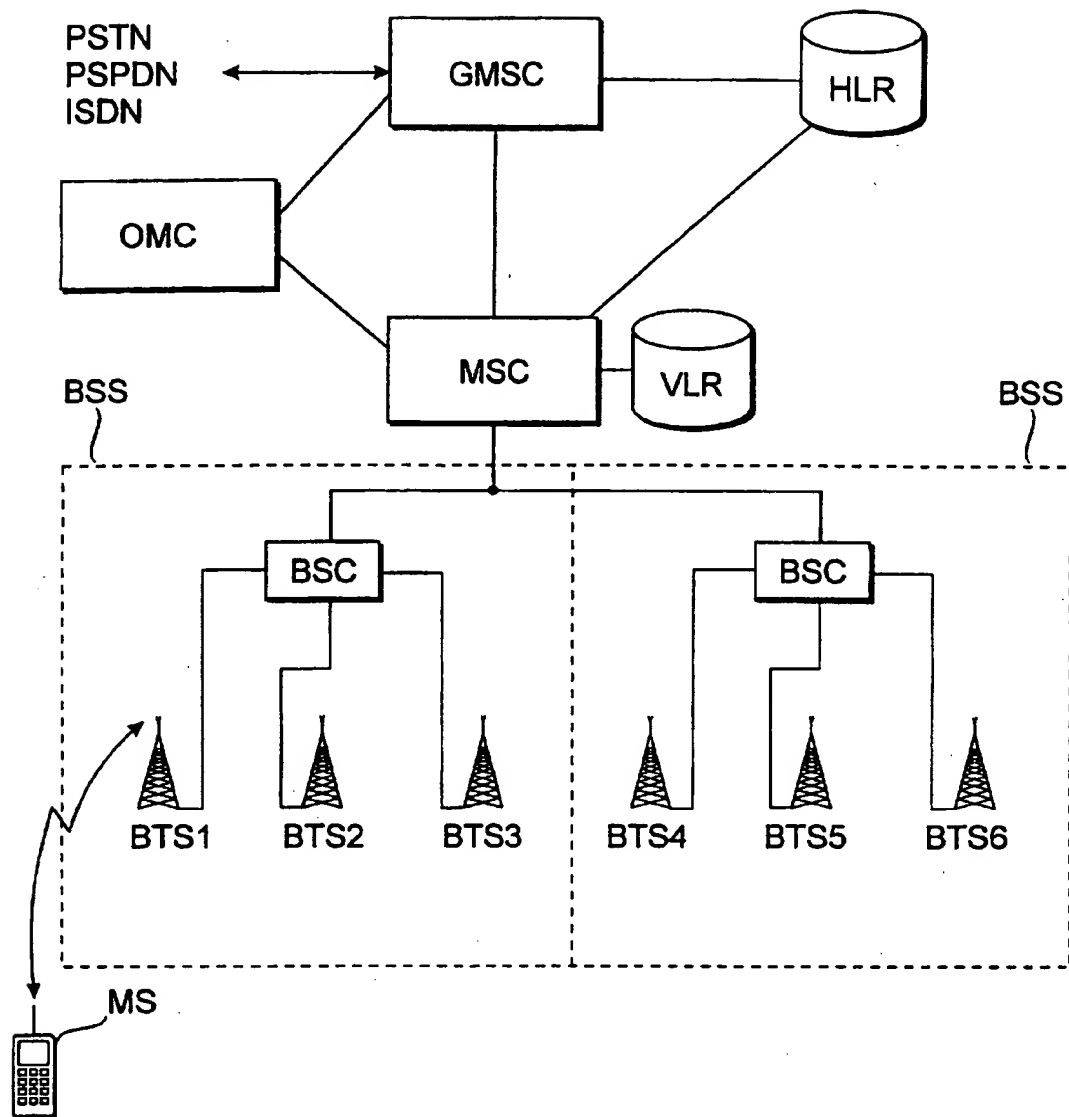 PSTN
PSPDN
ISDN
GMSC
HLR
OMC
MSC
VLR
BSS
BSS
BSC
BSC
BTS1
BTS2
BTS3
BTS4
BTS5
BTS6
MS